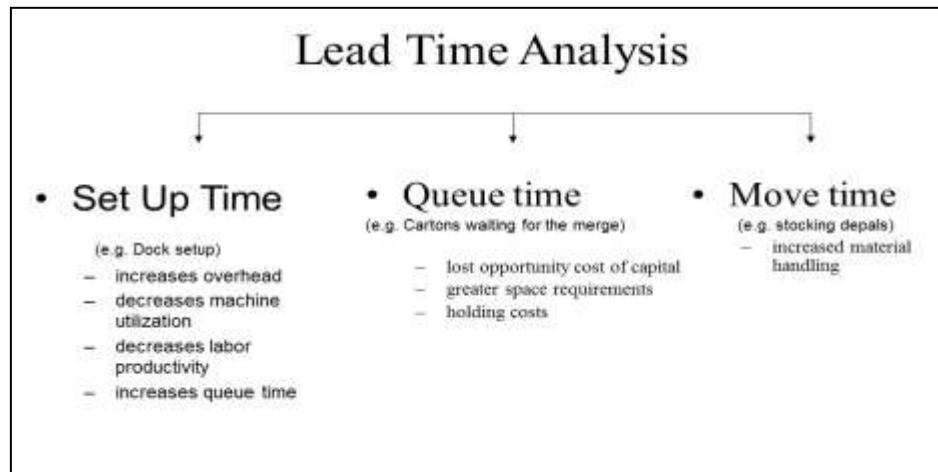 Lead Time Analysis
• Set Up Time
(e.g. Dock setup)
– increases overhead
– decreases machine
utilization
– decreases labor
productivity
– increases queue time
• Queue time
(e.g. Cartons waiting for the merge)
– lost opportunity cost of capital
– greater space requirements
– holding costs
• Move time
(e.g. stocking depals)
– increased material
handling